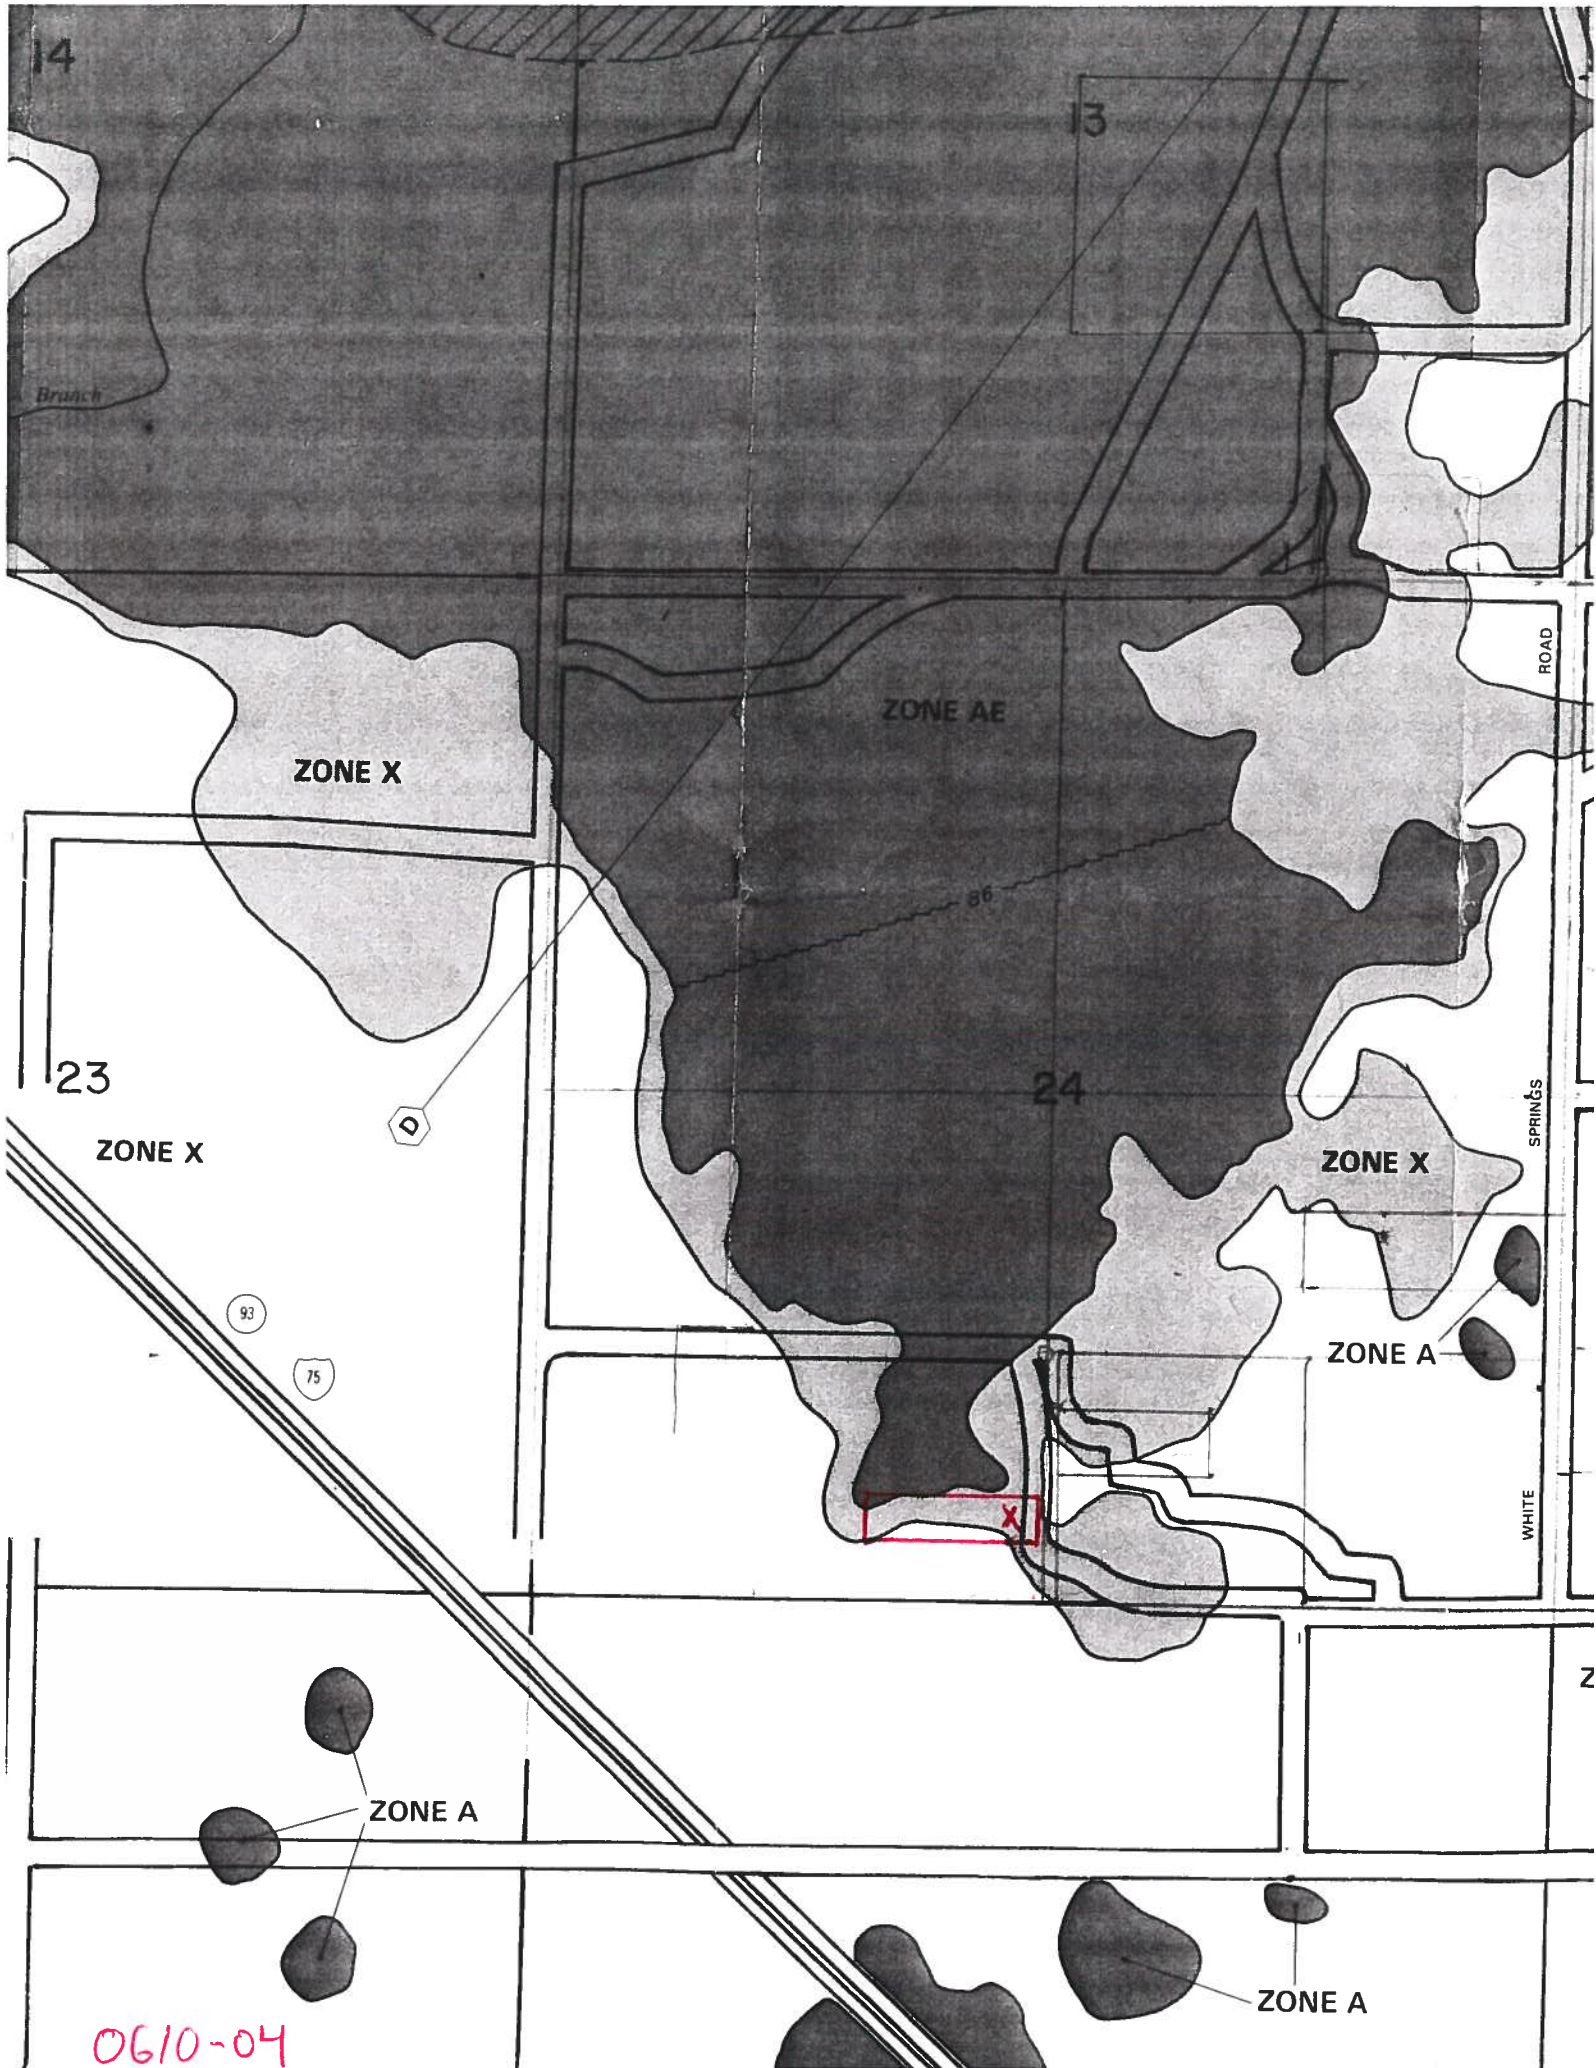 14
13
Branch
ROAD
ZONE AE
ZONE X
86
23
24
D
SPRINGS
ZONE X
ZONE X
93
ZONE A
75
X
WHITE
Z
ZONE A
ZONE A
0610-04